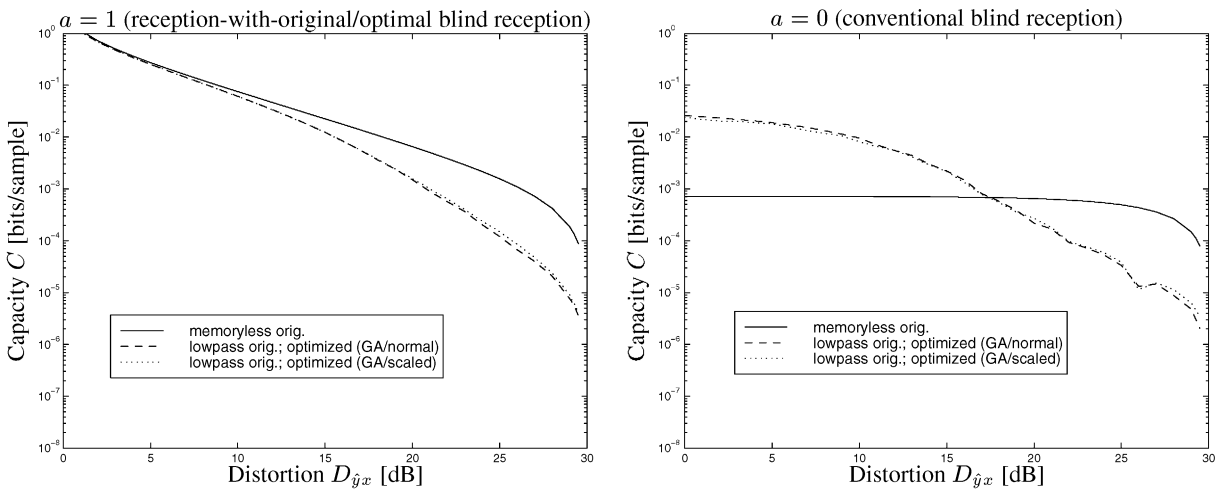 a = 1 (reception-with-original/optimal blind reception)
10^0
10^-1
10^-2
10^-3
10^-4
10^-5
10^-6
10^-7
10^-8
Capacity C [bits/sample]
memoryless orig.
lowpass orig.; optimized (GA/normal)
lowpass orig.; optimized (GA/scaled)
0 5 10 15 20 25 30
Distortion D_ŷx [dB]
a = 0 (conventional blind reception)
10^0
10^-1
10^-2
10^-3
10^-4
10^-5
10^-6
10^-7
10^-8
Capacity C [bits/sample]
memoryless orig.
lowpass orig.; optimized (GA/normal)
lowpass orig.; optimized (GA/scaled)
0 5 10 15 20 25 30
Distortion D_ŷx [dB]